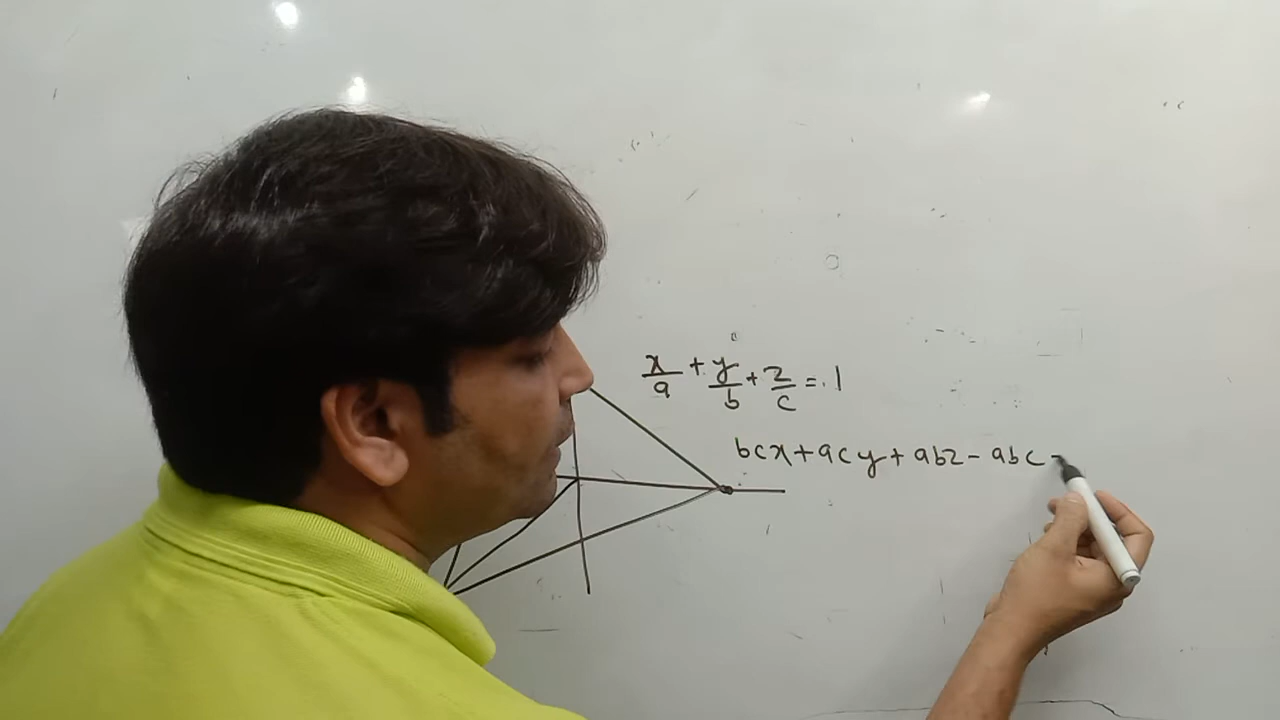 x/a + y/b + z/c = 1
bcx + acy + abz - abc =